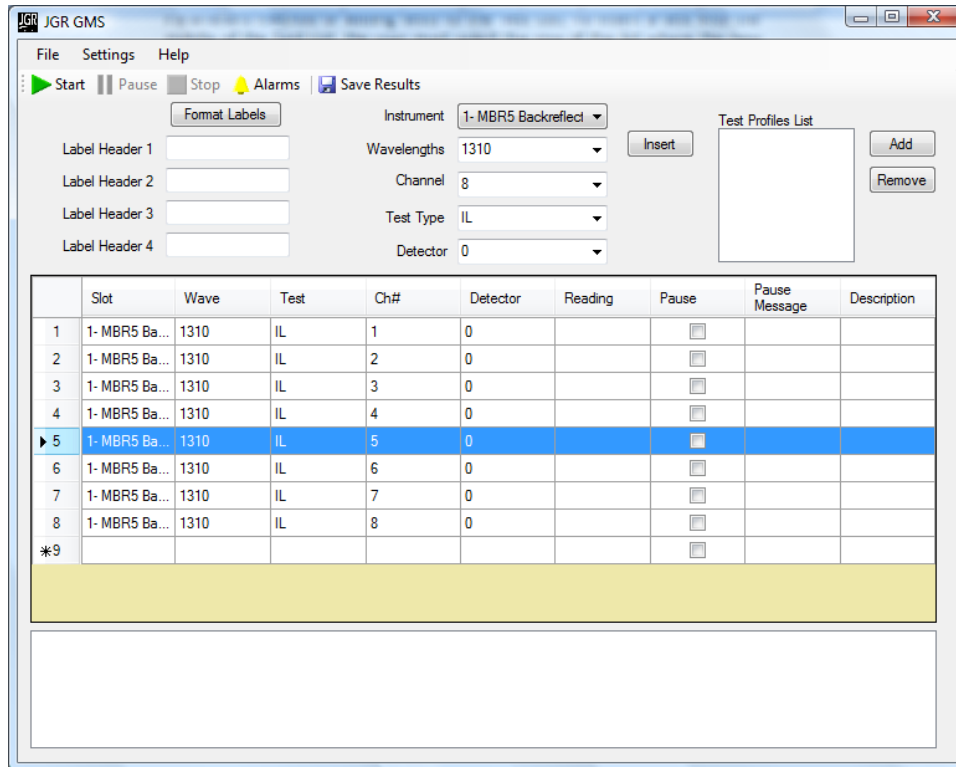 JGR JGR GMS
File Settings Help
Start Pause Stop Alarms Save Results
Format Labels Instrument 1- MBR5 Backreflect Test Profiles List
Label Header 1 Wavelengths 1310 Insert Add
Label Header 2 Channel 8 Remove
Label Header 3 Test Type IL
Label Header 4 Detector 0
Slot Wave Test Ch# Detector Reading Pause Pause Message Description
1 1- MBR5 Ba... 1310 IL 1 0
2 1- MBR5 Ba... 1310 IL 2 0
3 1- MBR5 Ba... 1310 IL 3 0
4 1- MBR5 Ba... 1310 IL 4 0
5 1- MBR5 Ba... 1310 IL 5 0
6 1- MBR5 Ba... 1310 IL 6 0
7 1- MBR5 Ba... 1310 IL 7 0
8 1- MBR5 Ba... 1310 IL 8 0
*9